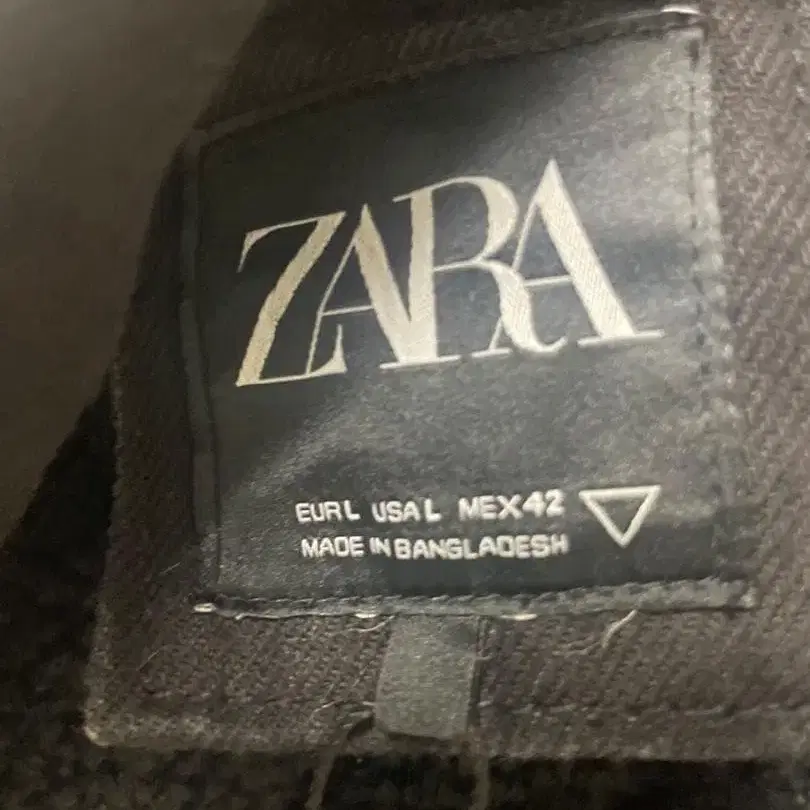 ZARA
EUR L USA L MEX 42
MADE IN BANGLADESH